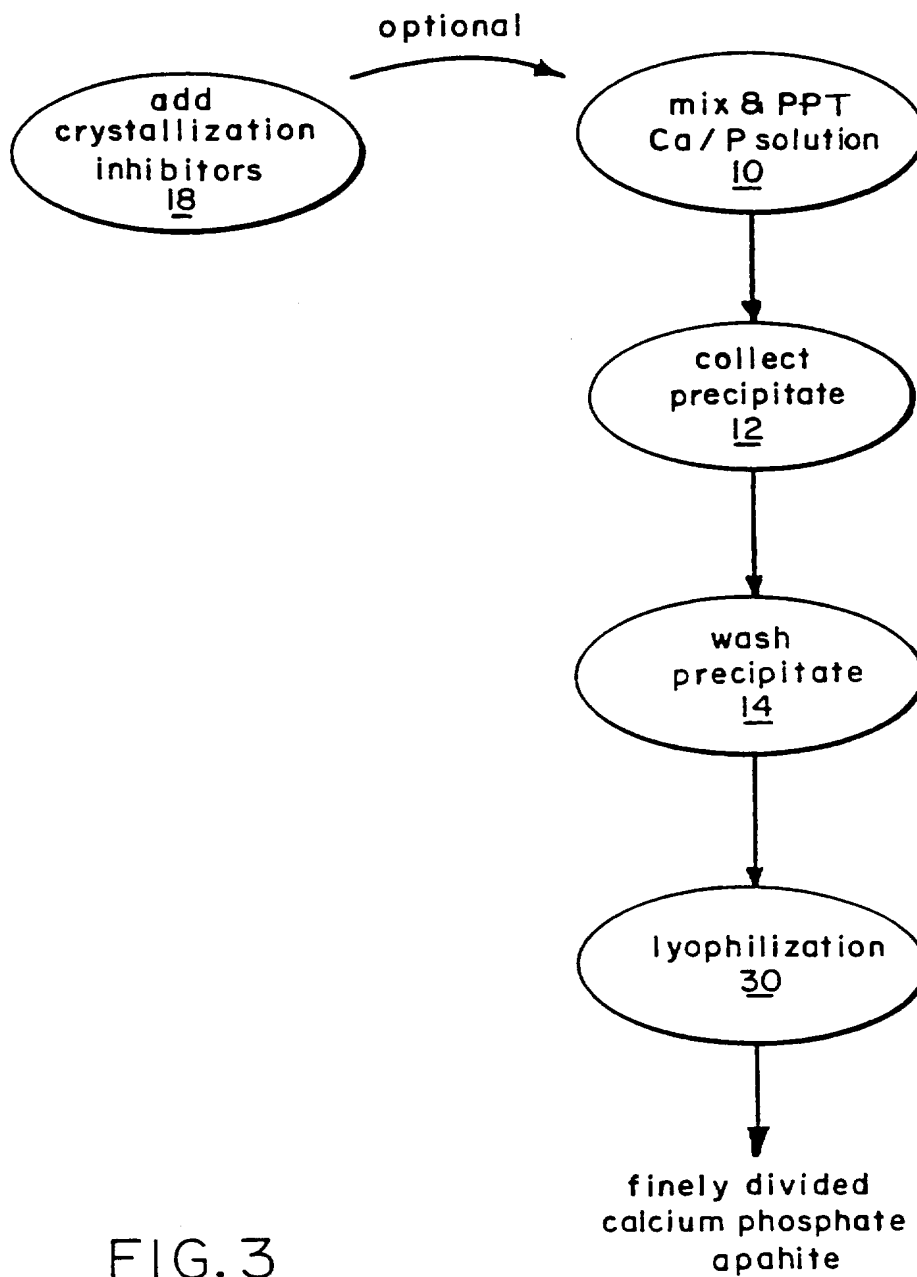 optional
add
crystallization
inhibitors
18
mix & PPT
Ca/P solution
10
collect
precipitate
12
wash
precipitate
14
lyophilization
30
finely divided
calcium phosphate
apahite
FIG. 3